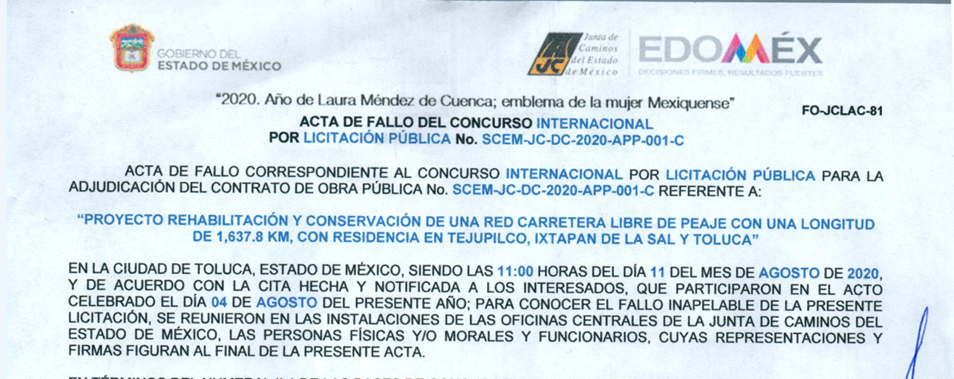 GOBIERNO DEL
ESTADO DE MÉXICO
AJC
Junta de
Caminos
del Estado
de México
EDOMÉX
DECISIONES FIRMES, RESULTADOS FUERTES
"2020. Año de Laura Méndez de Cuenca; emblema de la mujer Mexiquense"
FO-JCLAC-81
ACTA DE FALLO DEL CONCURSO INTERNACIONAL
POR LICITACIÓN PÚBLICA No. SCEM-JC-DC-2020-APP-001-C
ACTA DE FALLO CORRESPONDIENTE AL CONCURSO INTERNACIONAL POR LICITACIÓN PÚBLICA PARA LA
ADJUDICACIÓN DEL CONTRATO DE OBRA PÚBLICA No. SCEM-JC-DC-2020-APP-001-C REFERENTE A:
"PROYECTO REHABILITACIÓN Y CONSERVACIÓN DE UNA RED CARRETERA LIBRE DE PEAJE CON UNA LONGITUD
DE 1,637.8 KM, CON RESIDENCIA EN TEJUPILCO, IXTAPAN DE LA SAL Y TOLUCA"
EN LA CIUDAD DE TOLUCA, ESTADO DE MÉXICO, SIENDO LAS 11:00 HORAS DEL DÍA 11 DEL MES DE AGOSTO DE 2020,
Y DE ACUERDO CON LA CITA HECHA Y NOTIFICADA A LOS INTERESADOS, QUE PARTICIPARON EN EL ACTO
CELEBRADO EL DÍA 04 DE AGOSTO DEL PRESENTE AÑO; PARA CONOCER EL FALLO INAPELABLE DE LA PRESENTE
LICITACIÓN, SE REUNIERON EN LAS INSTALACIONES DE LAS OFICINAS CENTRALES DE LA JUNTA DE CAMINOS DEL
ESTADO DE MÉXICO, LAS PERSONAS FÍSICAS Y/O MORALES Y FUNCIONARIOS, CUYAS REPRESENTACIONES Y
FIRMAS FIGURAN AL FINAL DE LA PRESENTE ACTA.